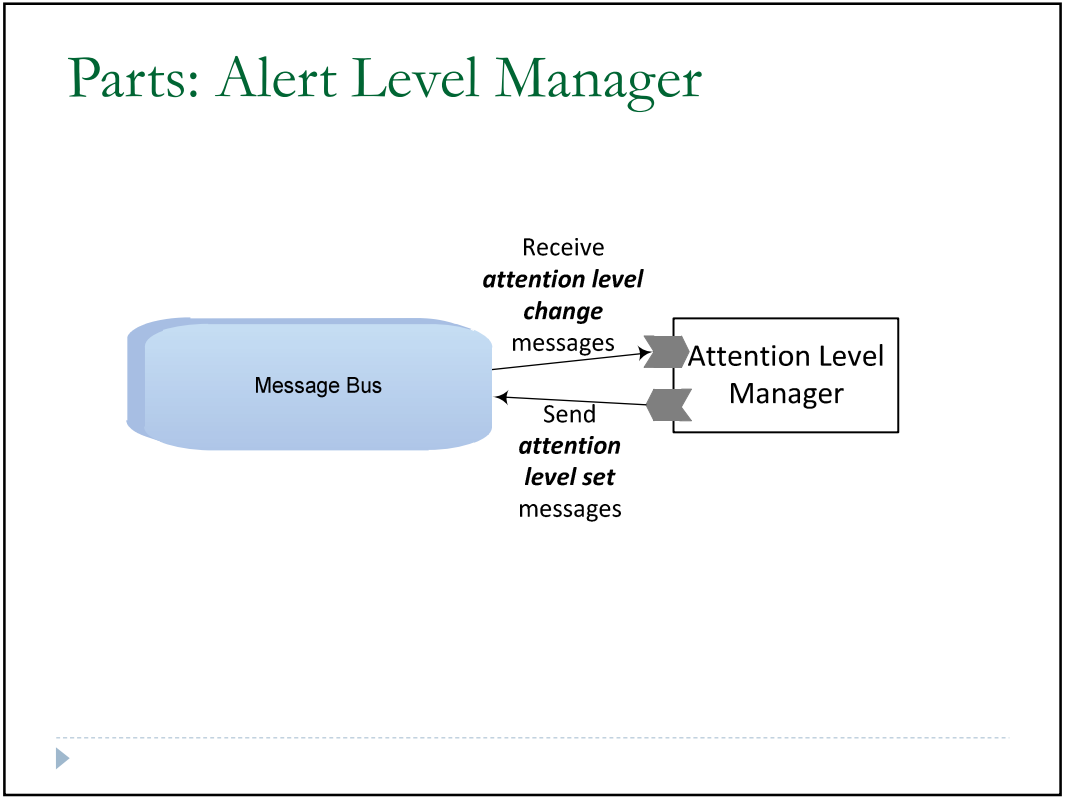 Parts: Alert Level Manager
Receive
attention level
change
messages
Message Bus
Attention Level
Manager
Send
attention
level set
messages